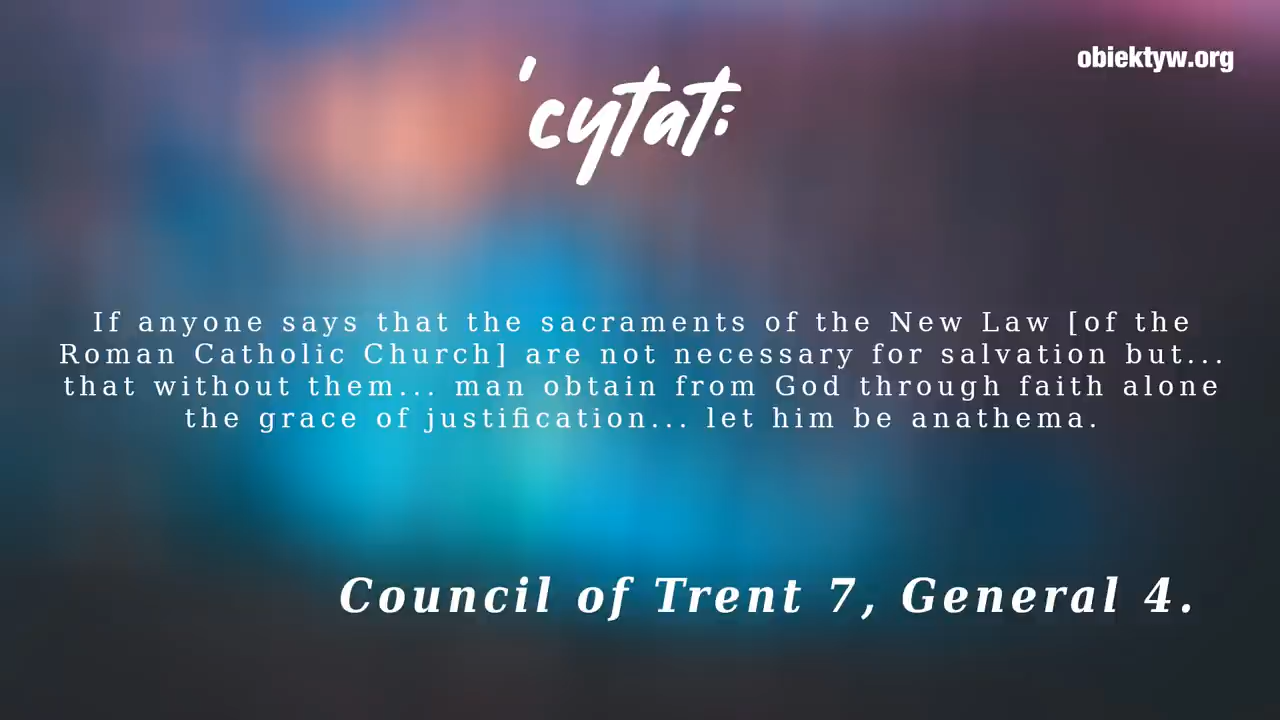 obiektyw.org
'cytat:
If anyone says that the sacraments of the New Law [of the
Roman Catholic Church] are not necessary for salvation but...
that without them... man obtain from God through faith alone
the grace of justification... let him be anathema.
Council of Trent 7, General 4.